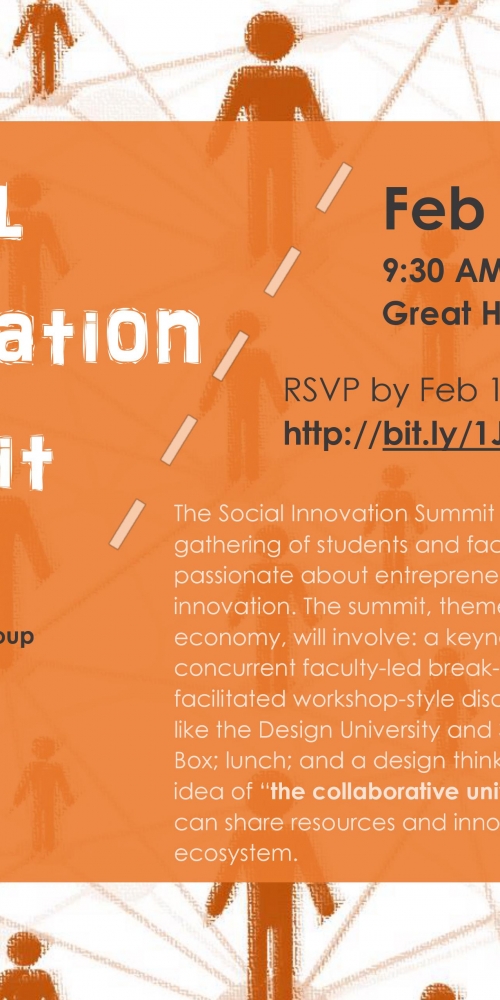 L
ation
it
oup
Feb
9:30 AM
Great H
RSVP by Feb 1
http://bit.ly/1J
The Social Innovation Summit
gathering of students and fac
passionate about entreprene
innovation. The summit, theme
economy, will involve: a keyn
concurrent faculty-led break-
facilitated workshop-style disc
like the Design University and
Box; lunch; and a design think
idea of “the collaborative uni
can share resources and inno
ecosystem.